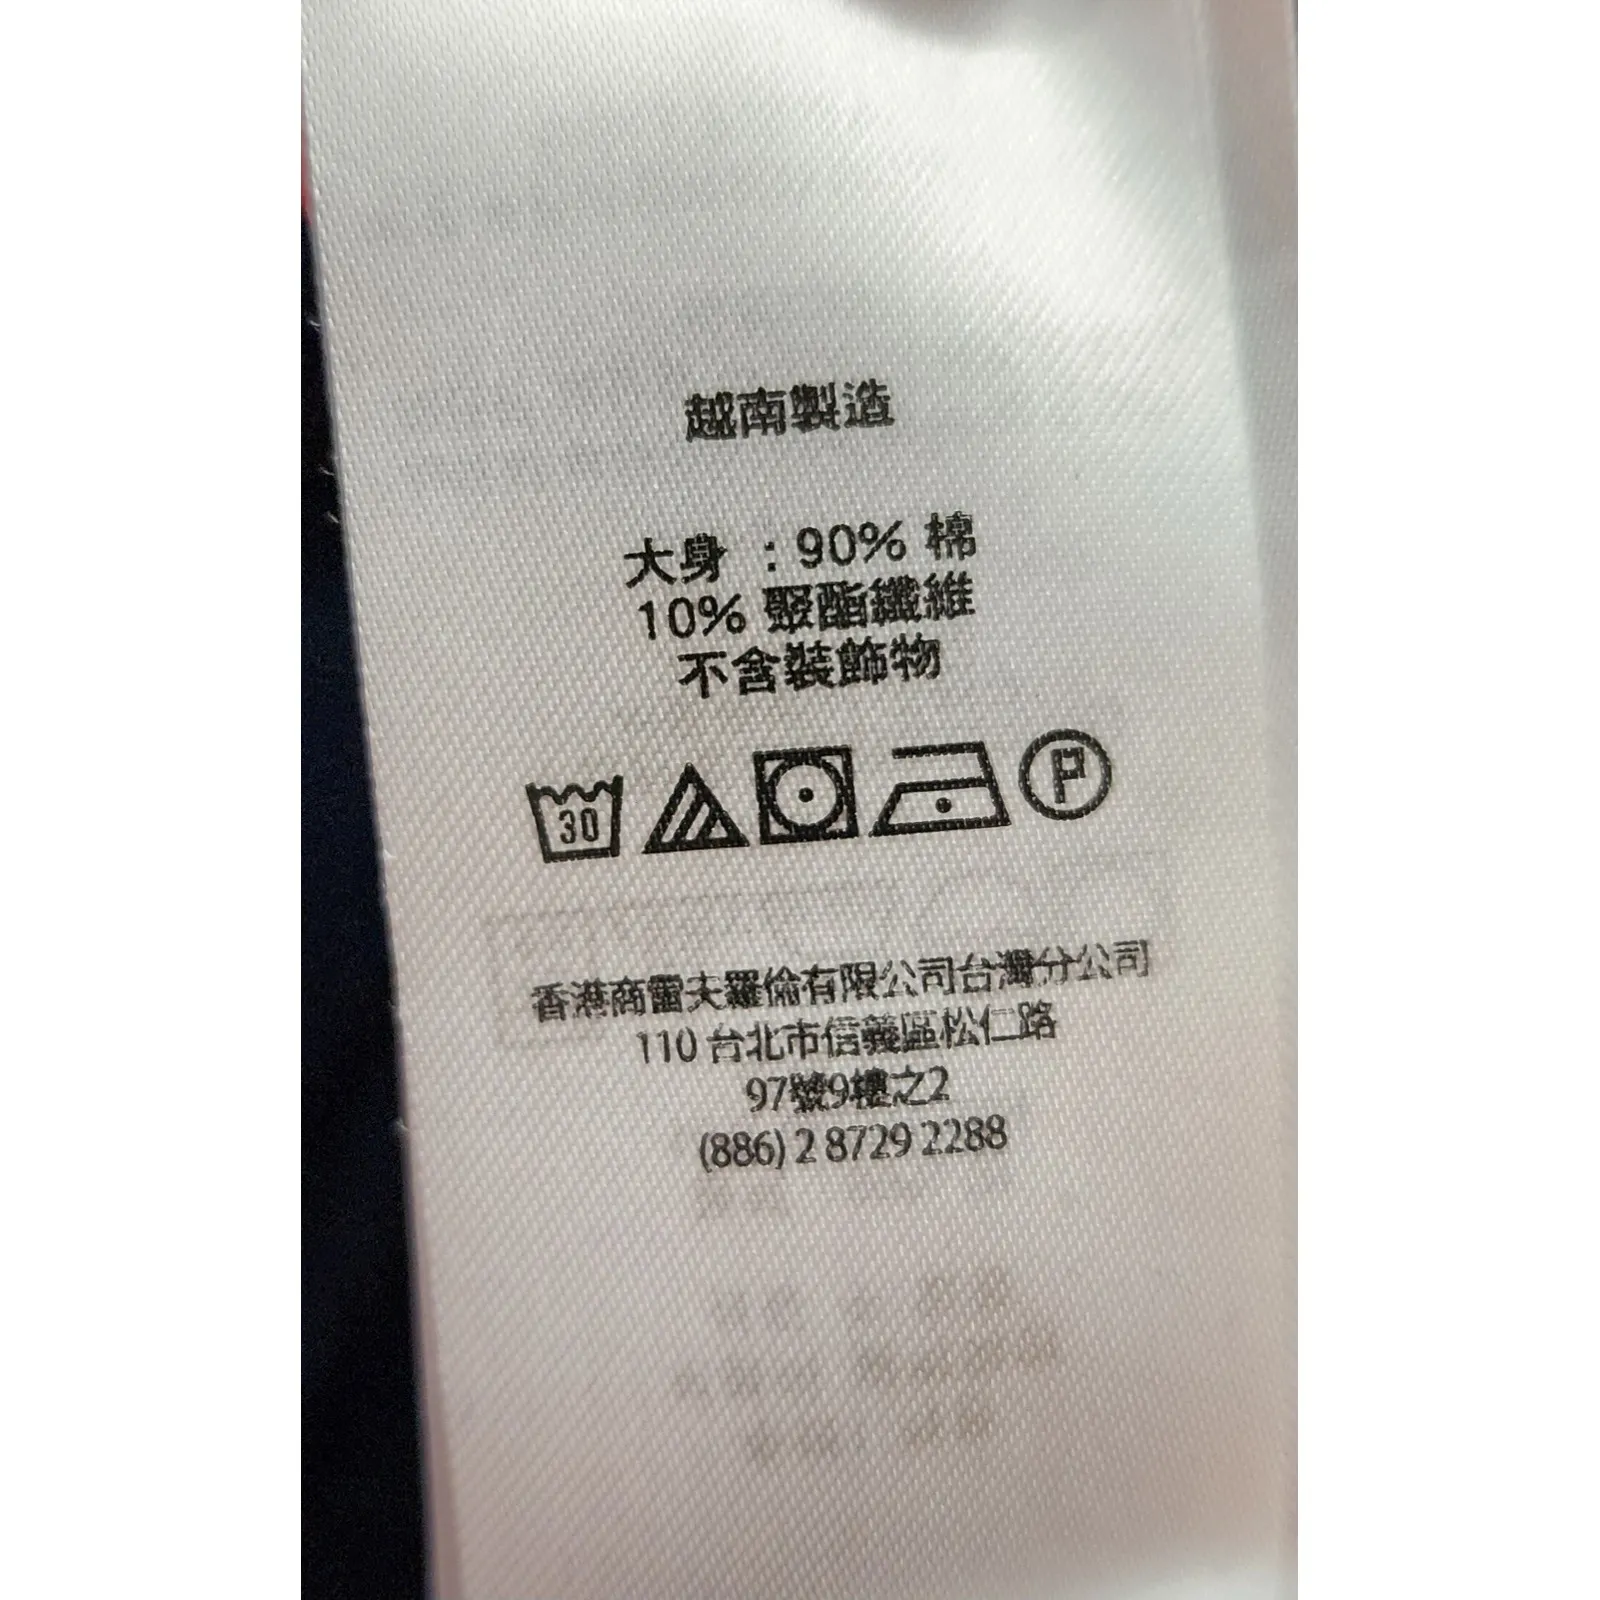 越南製造
大身 : 90% 棉
10% 聚酯纖維
不含裝飾物
30
P
香港商雷夫羅倫有限公司台灣分公司
110 台北市信義區松仁路
97號9樓之2
(886) 2 8729 2288